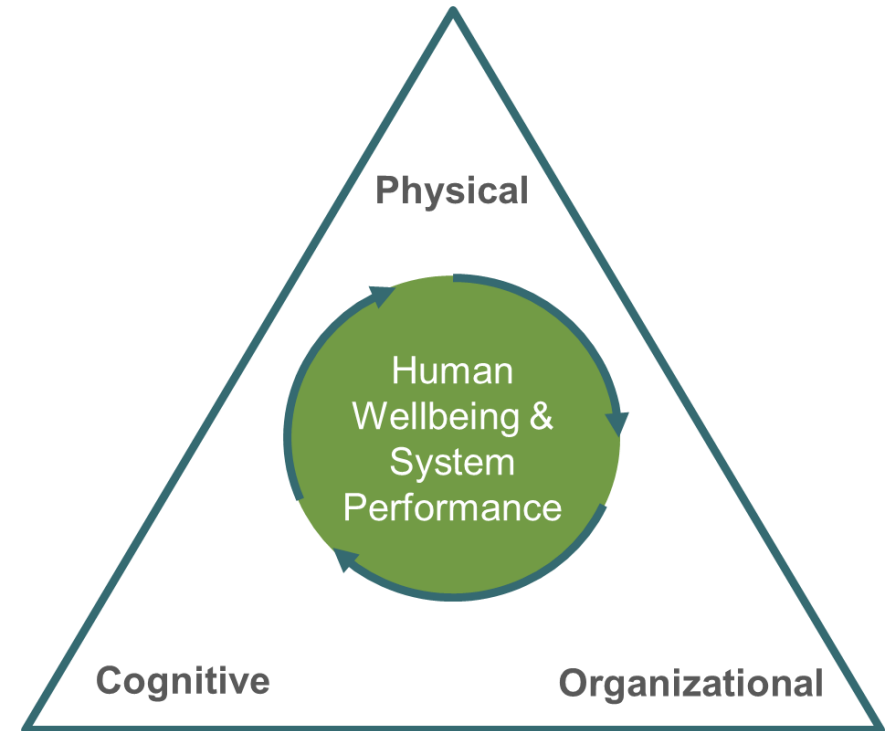 Physical
Human
Wellbeing &
System
Performance
Cognitive
Organizational